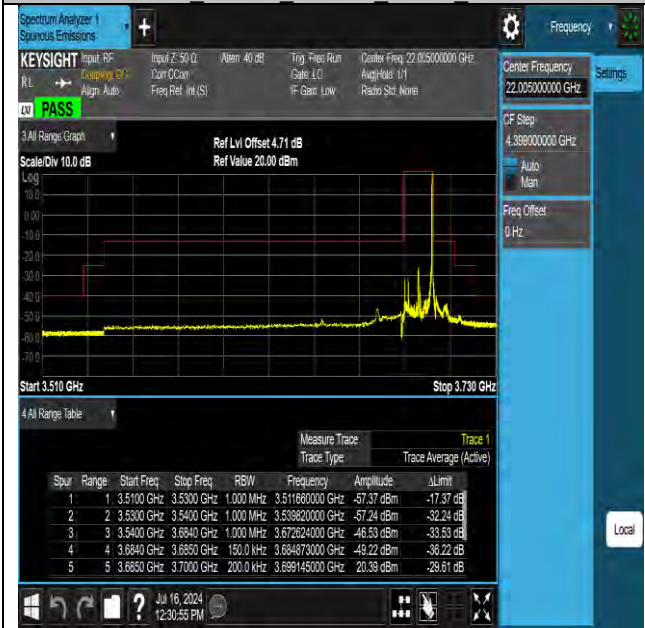 Spectrum Analyzer 1
Spurious Emissions
+
Frequency
KEYSIGHT Input: RF Input Z: 50 Ω Atten: 40 dB Trig: Free Run Center Freq: 22.005000000 GHz
RL Coupling: DC Corr CCorr Gate: LO Avg|Hold: 1/1
Align: Auto Freq Ref: Int (S) IF Gain: Low Radio Std: None
LXI PASS
Center Frequency
22.005000000 GHz
Settings
CF Step
4.399000000 GHz
Auto
Man
Freq Offset
0 Hz
3 All Range Graph
Scale/Div 10.0 dB
Ref Lvl Offset 4.71 dB
Ref Value 20.00 dBm
Log
10.0
0.00
-10.0
-20.0
-30.0
-40.0
-50.0
-60.0
-70.0
Start 3.510 GHz Stop 3.730 GHz
4 All Range Table
Measure Trace Trace 1
Trace Type Trace Average (Active)
Spur Range Start Freq Stop Freq RBW Frequency Amplitude ΔLimit
1 1 3.5100 GHz 3.5300 GHz 1.000 MHz 3.511660000 GHz -57.37 dBm -17.37 dB
2 2 3.5300 GHz 3.5400 GHz 1.000 MHz 3.539820000 GHz -57.24 dBm -32.24 dB
3 3 3.5400 GHz 3.6840 GHz 1.000 MHz 3.672624000 GHz -46.53 dBm -33.53 dB
4 4 3.6840 GHz 3.6850 GHz 150.0 kHz 3.684873000 GHz -49.22 dBm -36.22 dB
5 5 3.6850 GHz 3.7000 GHz 200.0 kHz 3.699145000 GHz 20.39 dBm -29.61 dB
Local
?
Jul 16, 2024
12:30:55 PM